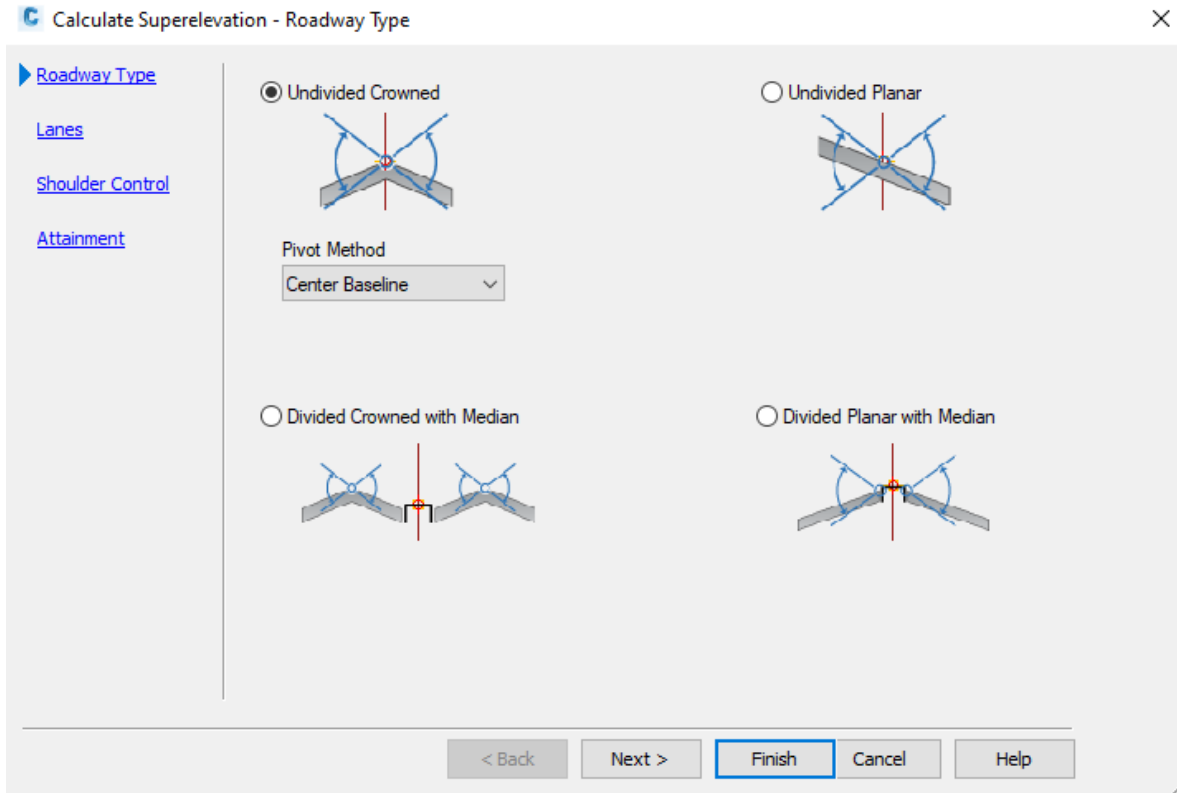 Calculate Superelevation - Roadway Type
Roadway Type
Lanes
Shoulder Control
Attainment
Undivided Crowned
Undivided Planar
Pivot Method
Center Baseline
Divided Crowned with Median
Divided Planar with Median
< Back
Next >
Finish
Cancel
Help